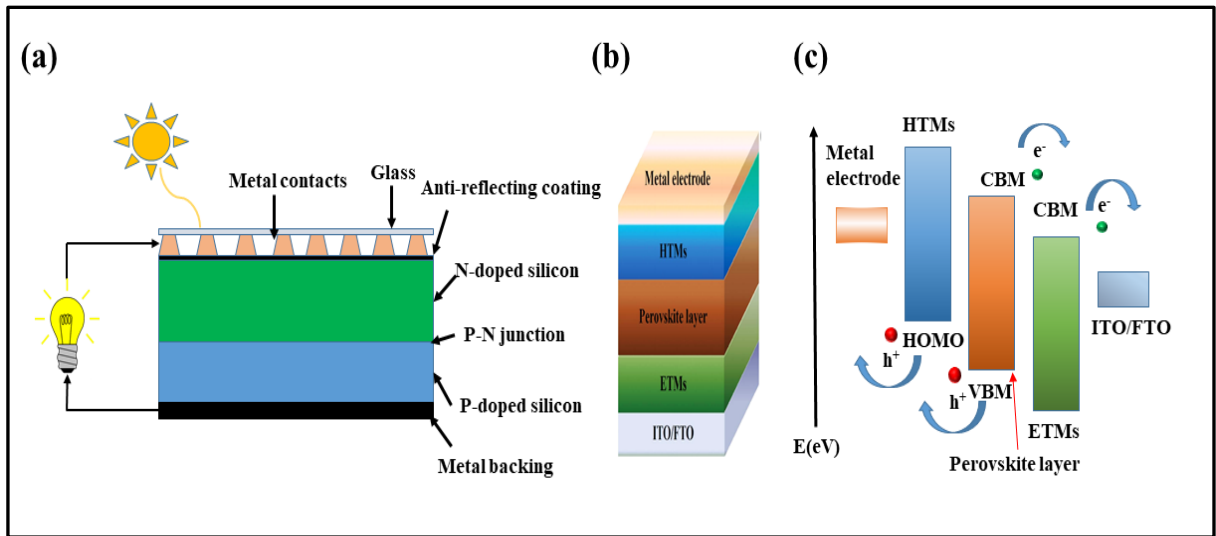 (a)
Metal contacts
Glass
Anti-reflecting coating
N-doped silicon
P-N junction
P-doped silicon
Metal backing
(b)
Metal electrode
HTMs
Perovskite layer
ETMs
ITO/FTO
(c)
HTMs
Metal
electrode
CBM
e-
CBM
e-
ITO/FTO
HOMO
h+
h+
VBM
ETMs
E(eV)
Perovskite layer